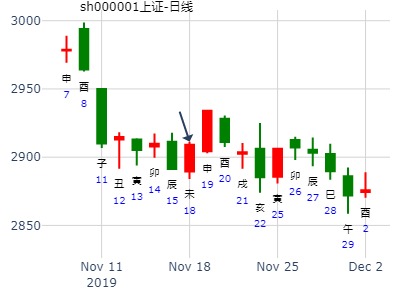 sh000001上证-日线
3000
2950
2900
2850
申
7
酉
8
子
11
丑
12
寅
13
卯
14
辰
15
未
18
申
19
酉
20
戌
21
亥
22
寅
25
卯
26
辰
27
巳
28
午
29
酉
2
Nov 11
2019
Nov 18
Nov 25
Dec 2